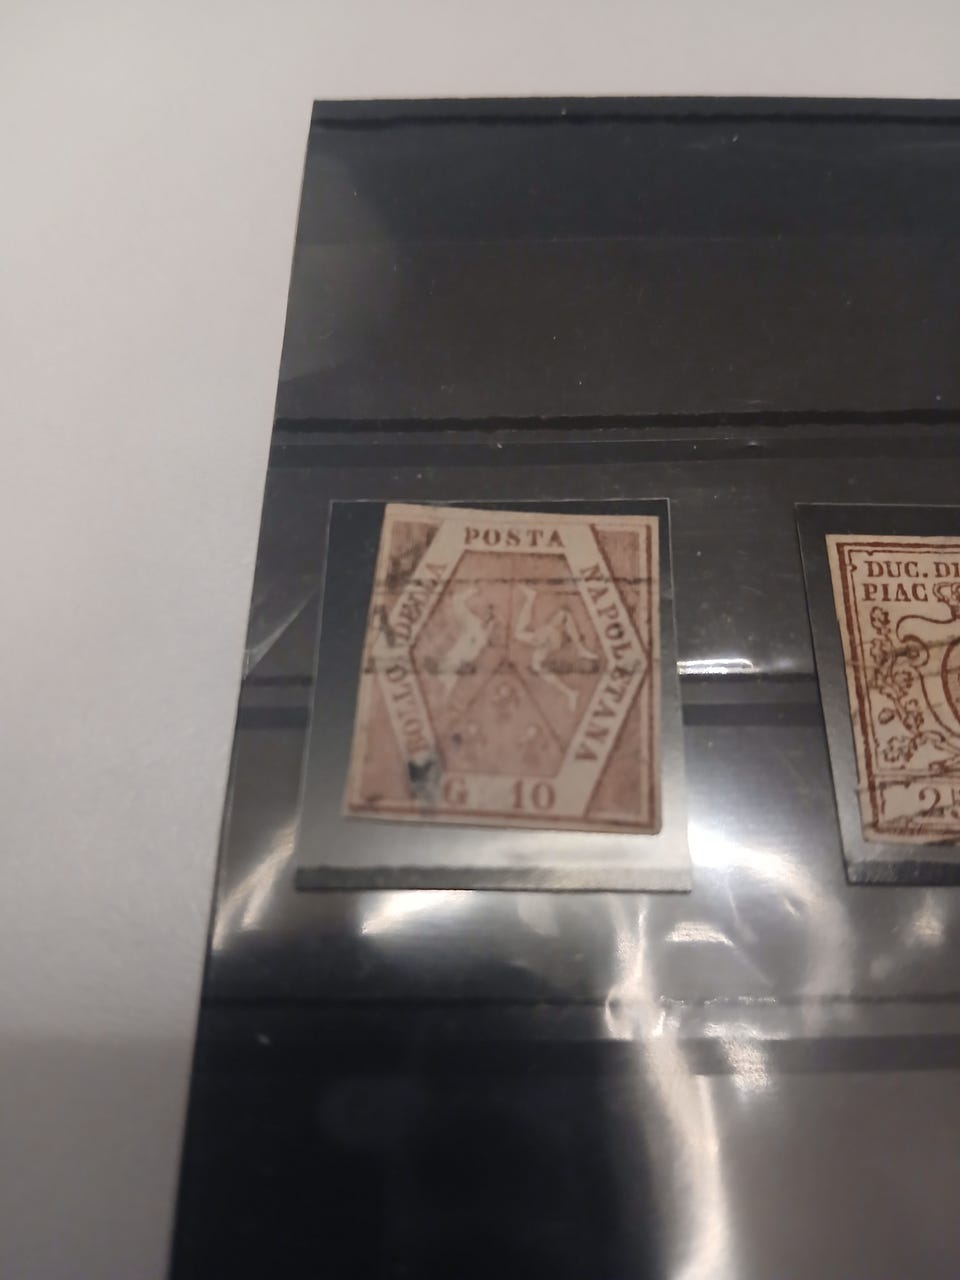 POSTA
BOLLO DELLA
NAPOLETANA
G 10
DUC. DI
PIAC